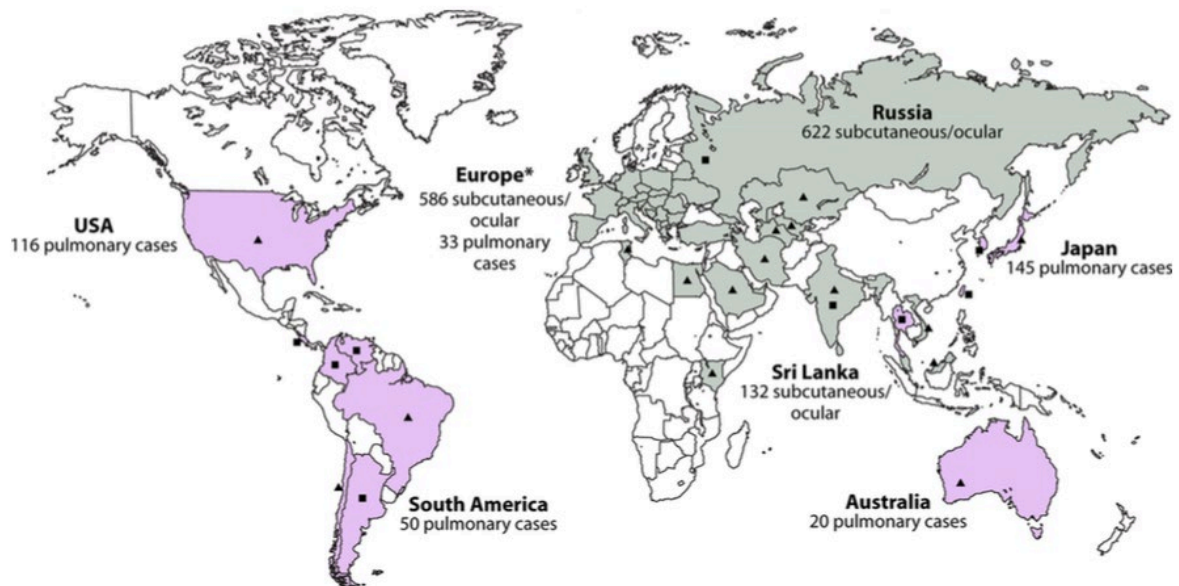 Russia
622 subcutaneous/ocular
Europe*
586 subcutaneous/
ocular
33 pulmonary
cases
USA
116 pulmonary cases
Japan
145 pulmonary cases
Sri Lanka
132 subcutaneous/
ocular
South America
50 pulmonary cases
Australia
20 pulmonary cases